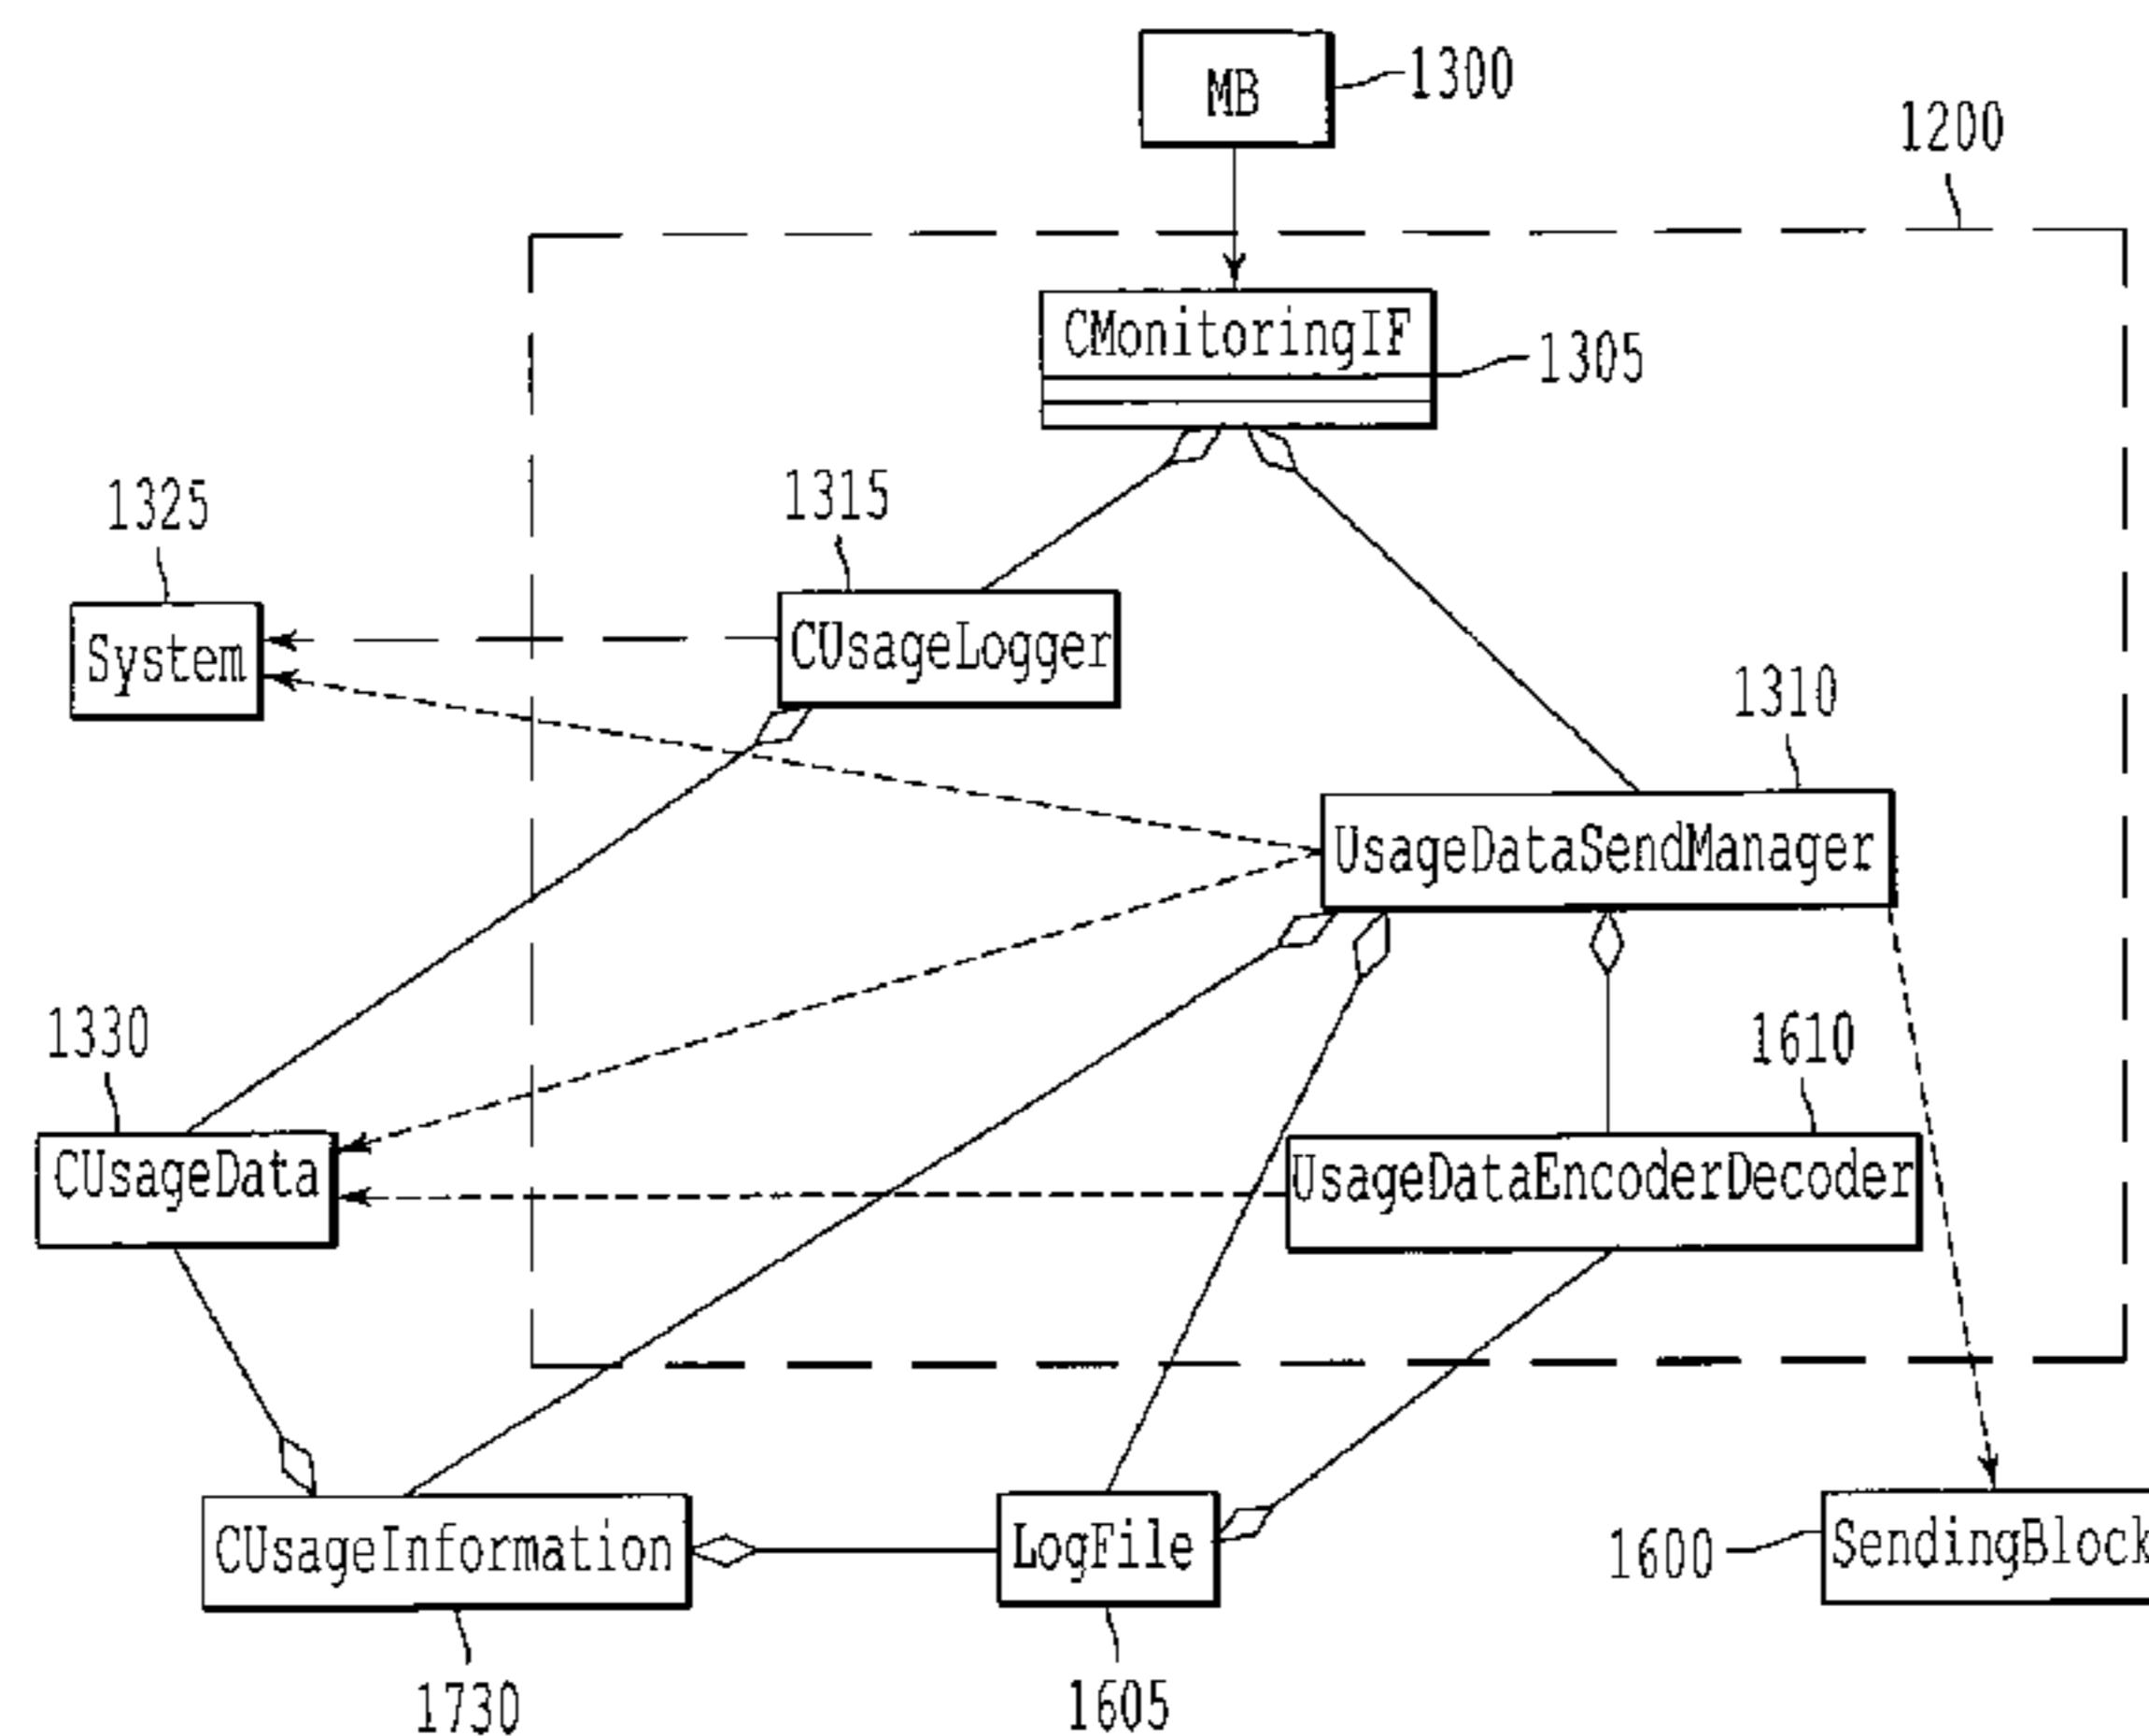 MB
1300
1200
CMonitoringIF
1305
1325
1315
System
CUsageLogger
1310
UsageDataSendManager
1330
1610
CUsageData
UsageDataEncoderDecoder
CUsageInformation
LogFile
1600
SendingBlock
1730
1605